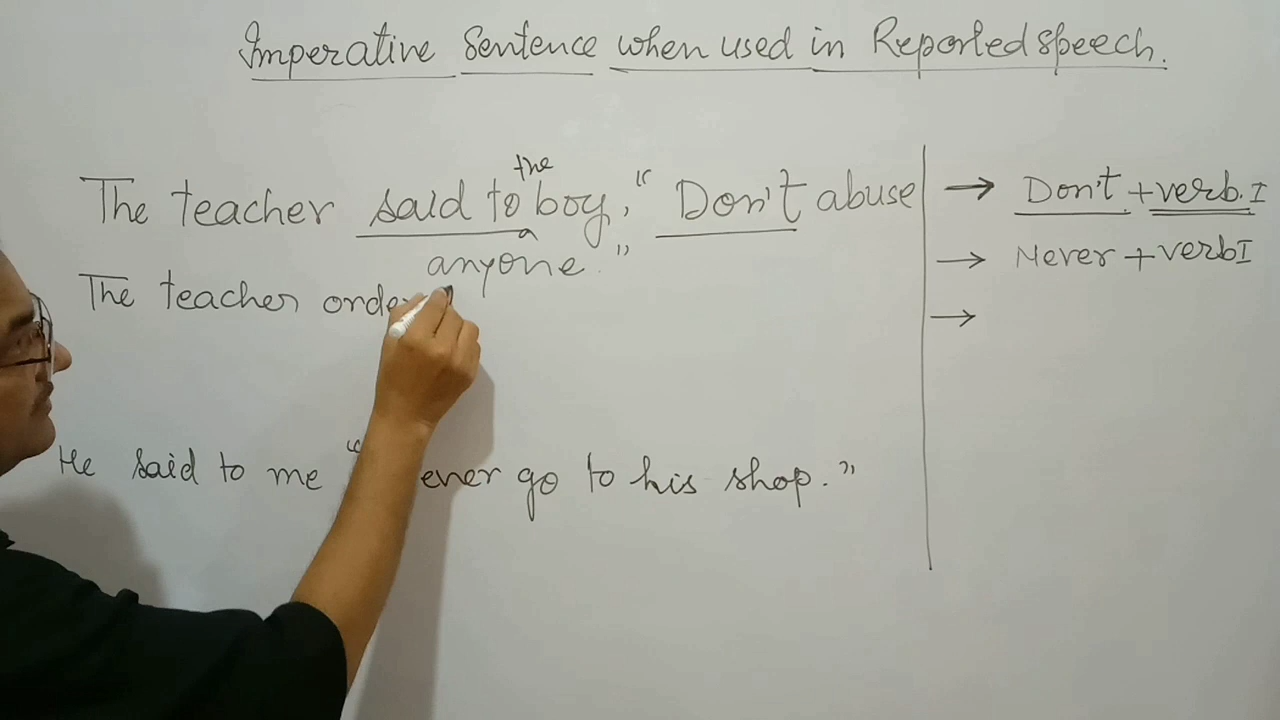 Imperative Sentence when used in Reported speech.
The teacher said to the boy, "Don't abuse
anyone."
The teacher orde
He said to me "ever go to his shop."
→ Don't + verb.I
→ Never + verb I
→